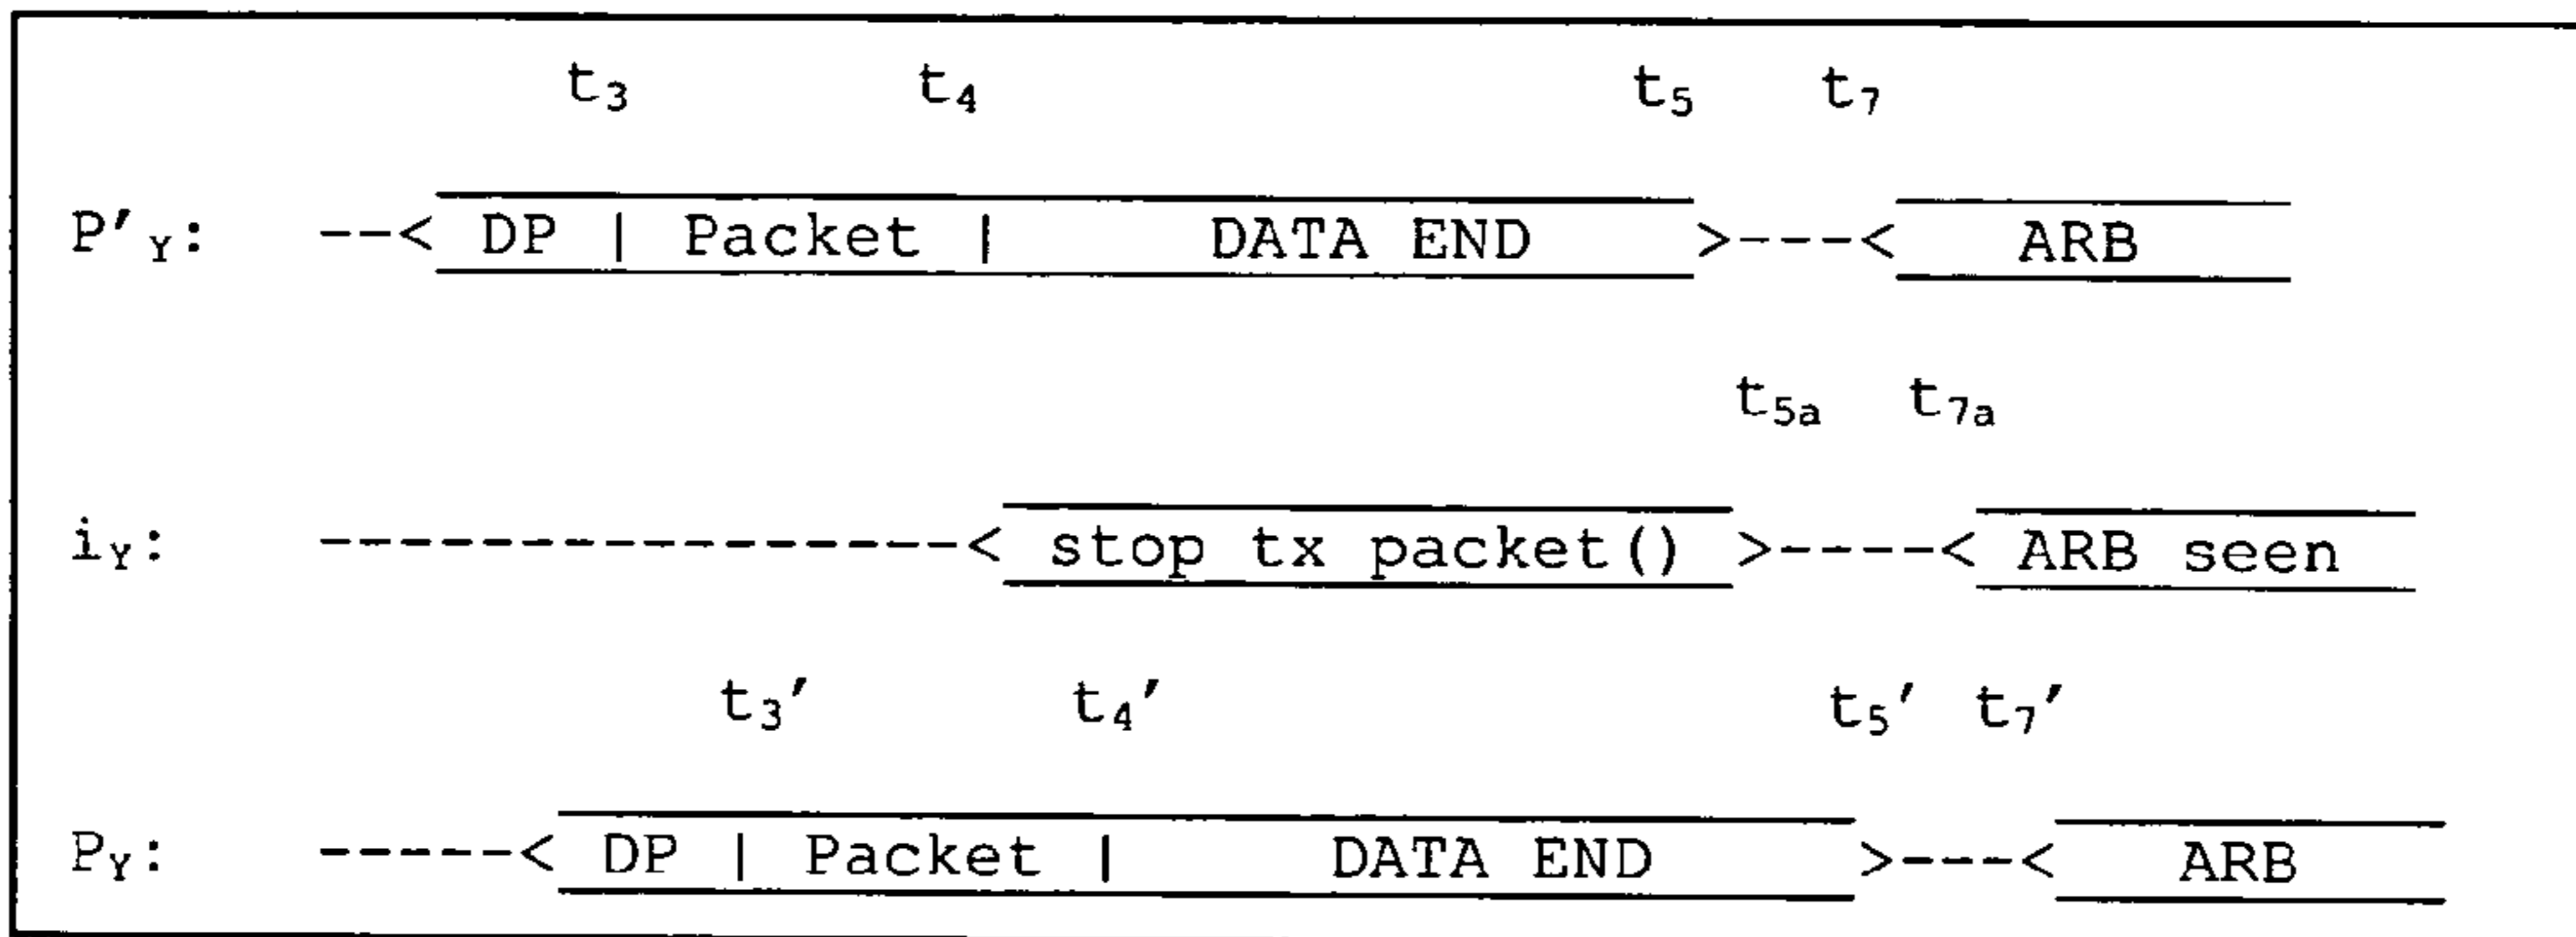 t₃ t₄ t₅ t₇
P'Y: --< DP | Packet | DATA END >---< ARB
t₅ₐ t₇ₐ
iY: ----------------< stop tx packet() >----< ARB seen
t₃' t₄' t₅' t₇'
PY: -----< DP | Packet | DATA END >---< ARB